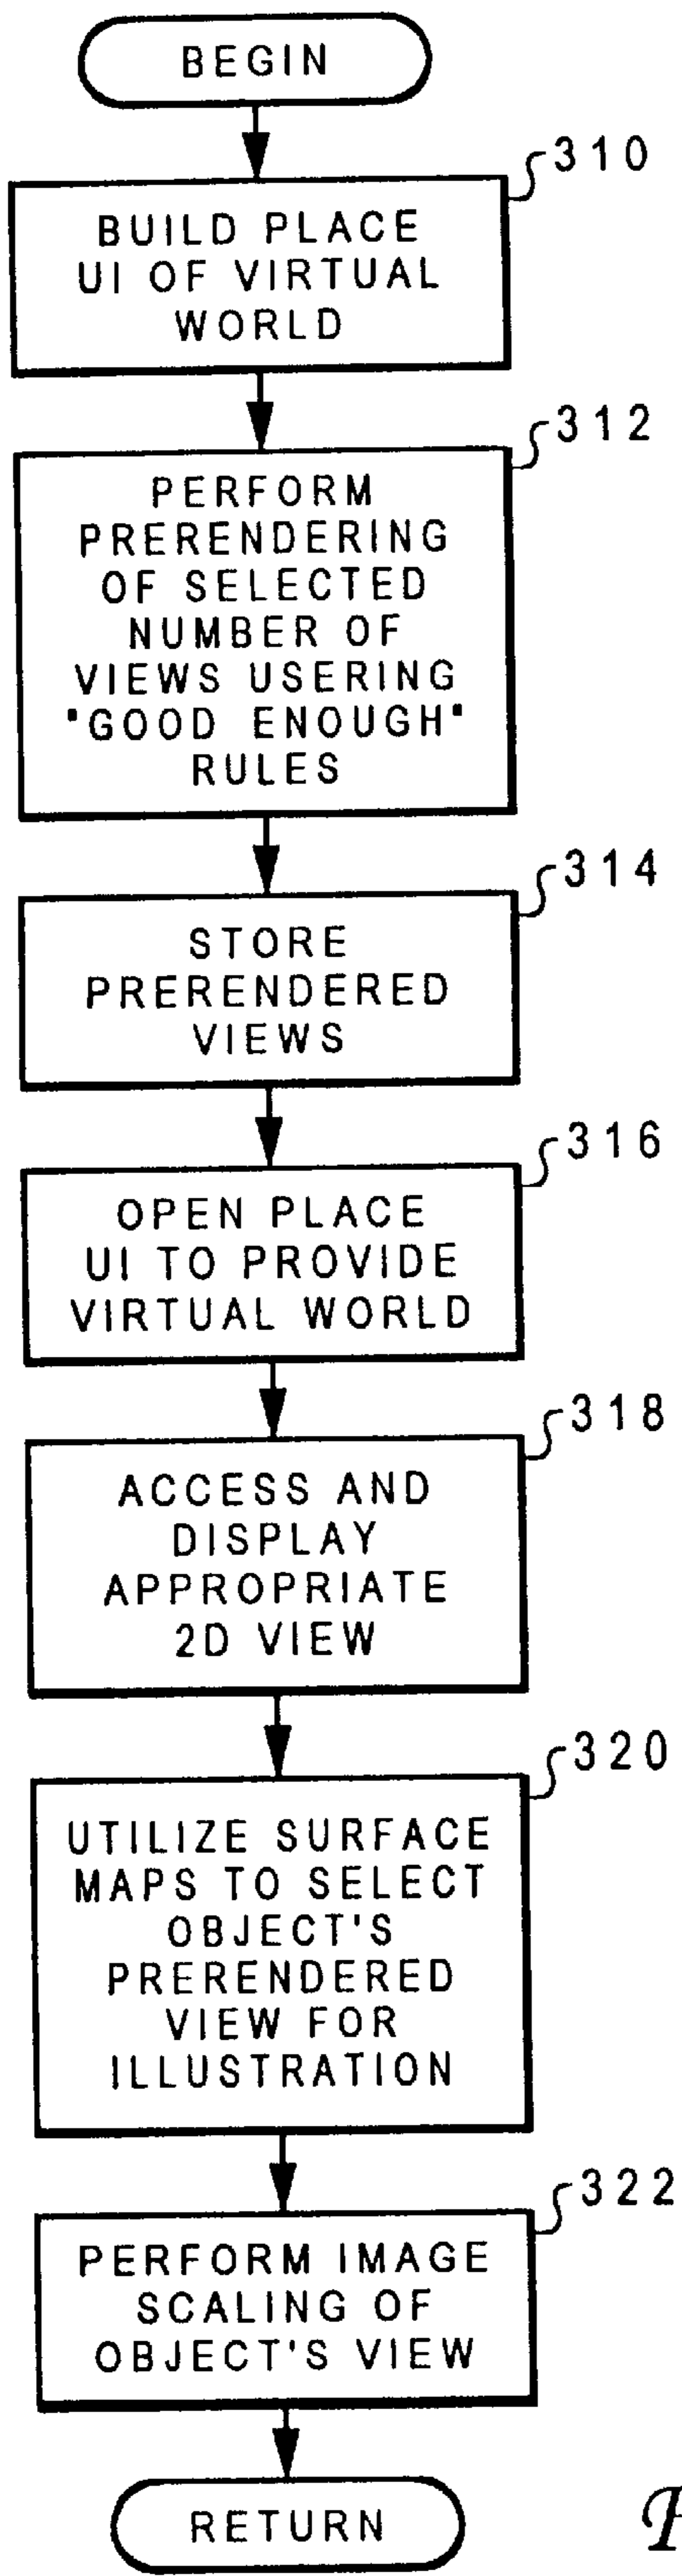 BEGIN
310
BUILD PLACE
UI OF VIRTUAL
WORLD
312
PERFORM
PRERENDERING
OF SELECTED
NUMBER OF
VIEWS USERING
"GOOD ENOUGH"
RULES
314
STORE
PRERENDERED
VIEWS
316
OPEN PLACE
UI TO PROVIDE
VIRTUAL WORLD
318
ACCESS AND
DISPLAY
APPROPRIATE
2D VIEW
320
UTILIZE SURFACE
MAPS TO SELECT
OBJECT'S
PRERENDERED
VIEW FOR
ILLUSTRATION
322
PERFORM IMAGE
SCALING OF
OBJECT'S VIEW
RETURN